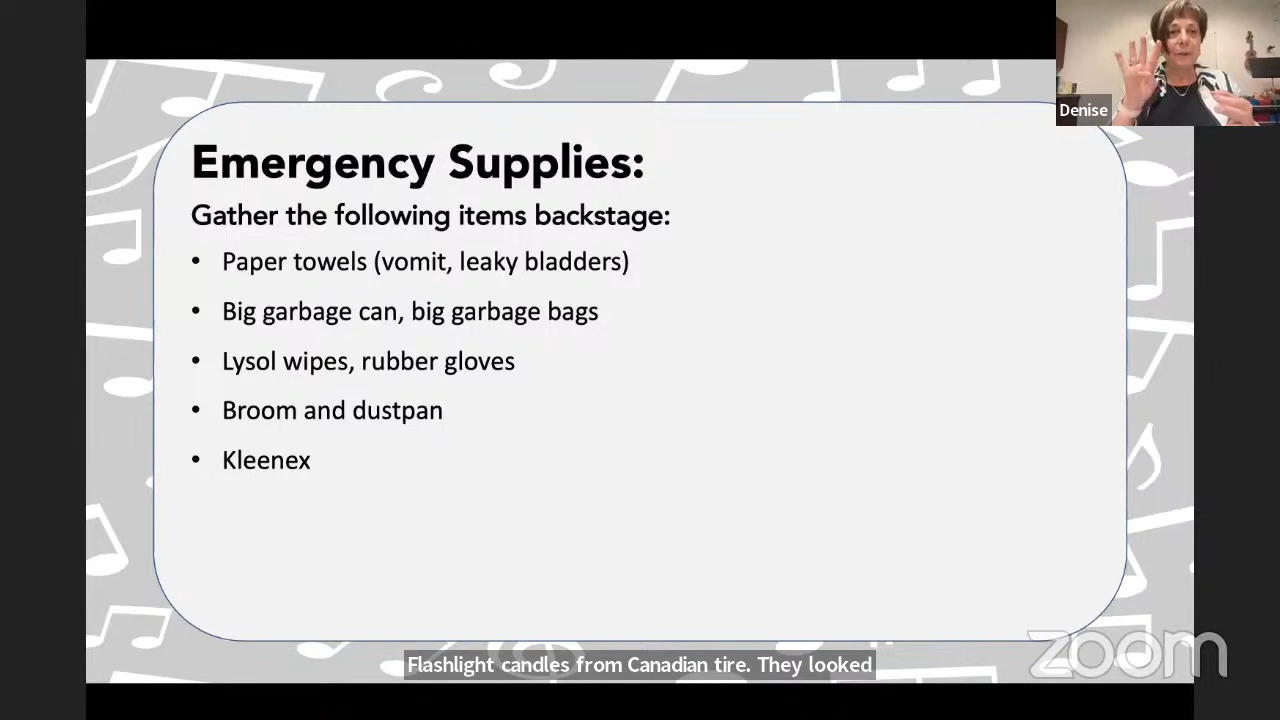 Denise
Emergency Supplies:
Gather the following items backstage:
• Paper towels (vomit, leaky bladders)
• Big garbage can, big garbage bags
• Lysol wipes, rubber gloves
• Broom and dustpan
• Kleenex
Flashlight candles from Canadian tire. They looked
zoom